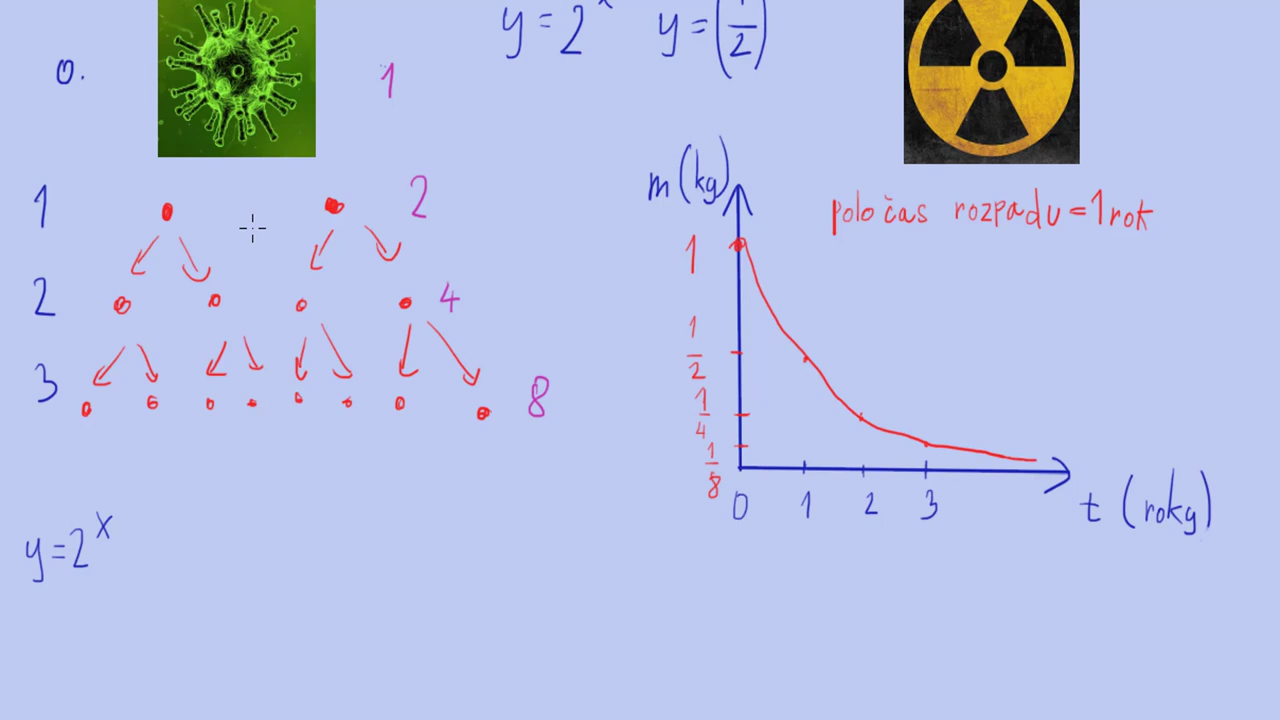 y = 2^x y = (1/2)
0. 1
1 2
2 4
3 8
y = 2^x
m (kg)
poločas rozpadu = 1 rok
1
1/2
1/4
1/8
0 1 2 3 t (roky)